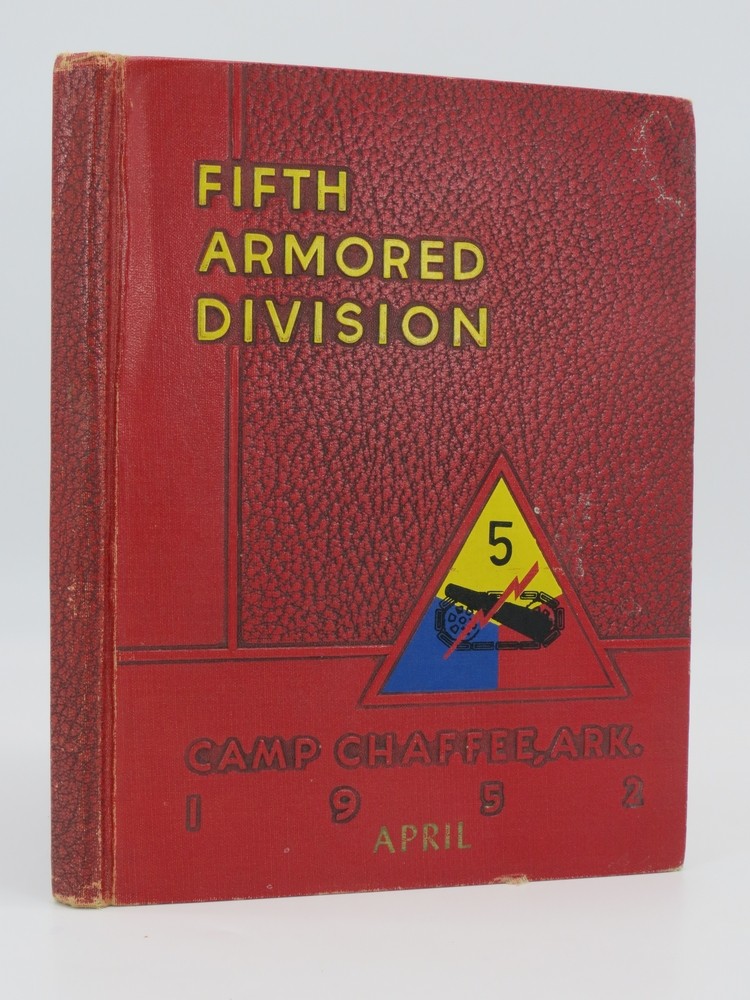 FIFTH
ARMORED
DIVISION
5
CAMP CHAFFEE, ARK.
1 9 5 2
APRIL